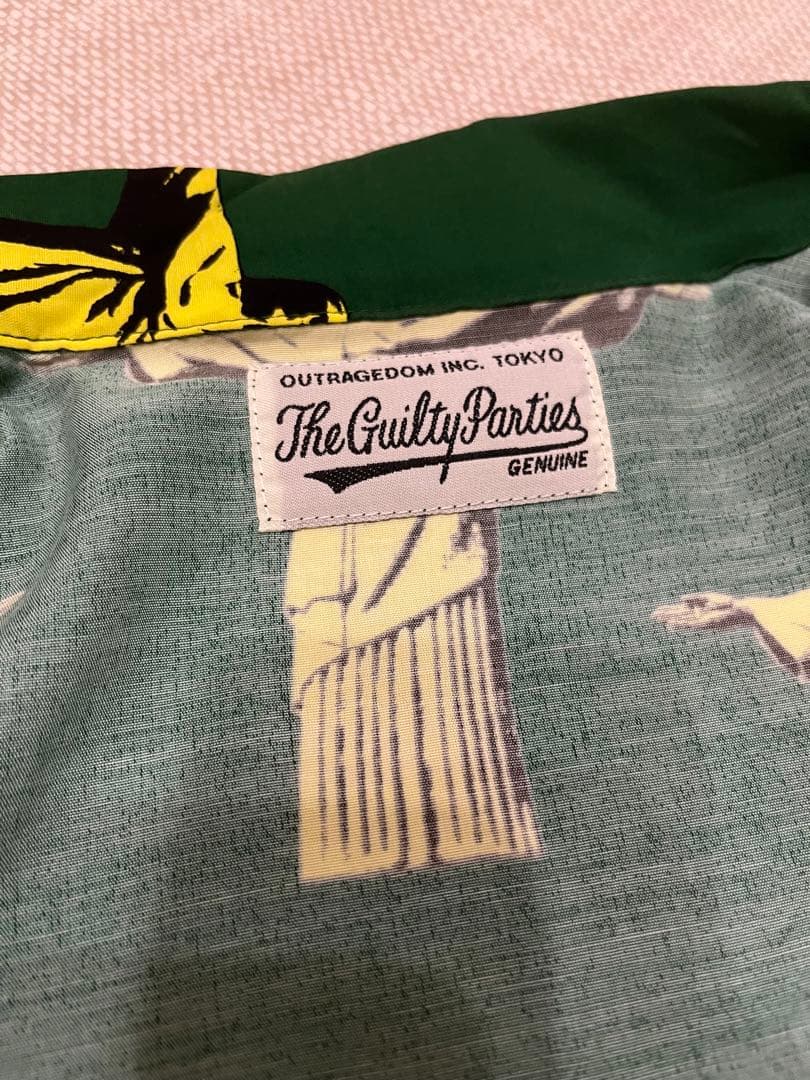 OUTRAGEDOM INC. TOKYO
The Guilty Parties
GENUINE